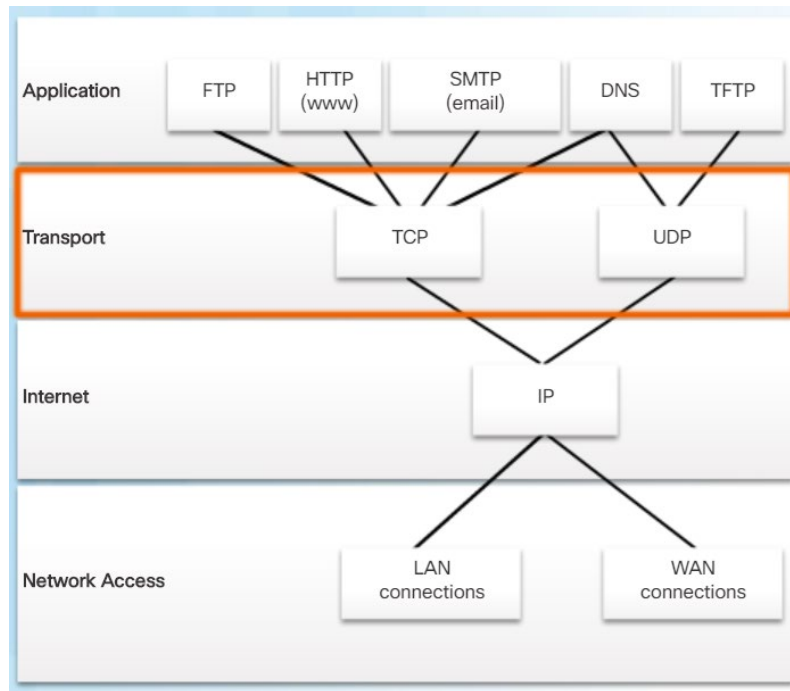 Application
FTP
HTTP
(www)
SMTP
(email)
DNS
TFTP
Transport
TCP
UDP
Internet
IP
Network Access
LAN
connections
WAN
connections